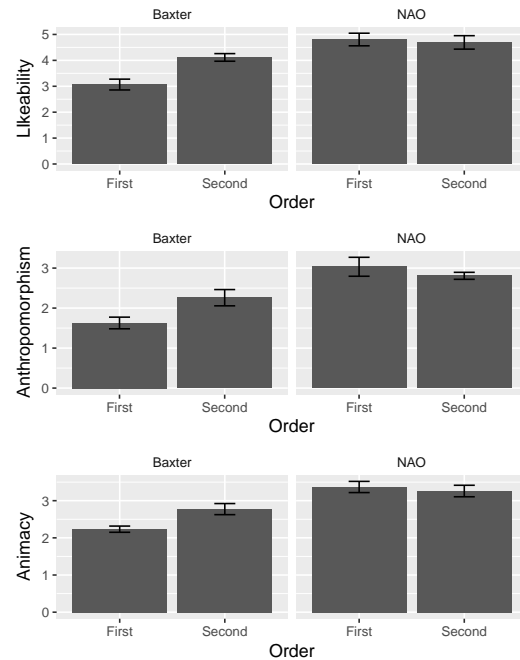 Baxter NAO
5
4
3
2
1
0
LIkeability
First Second First Second
Order
Baxter NAO
3
2
1
0
Anthropomorphism
First Second First Second
Order
Baxter NAO
3
2
1
0
Animacy
First Second First Second
Order